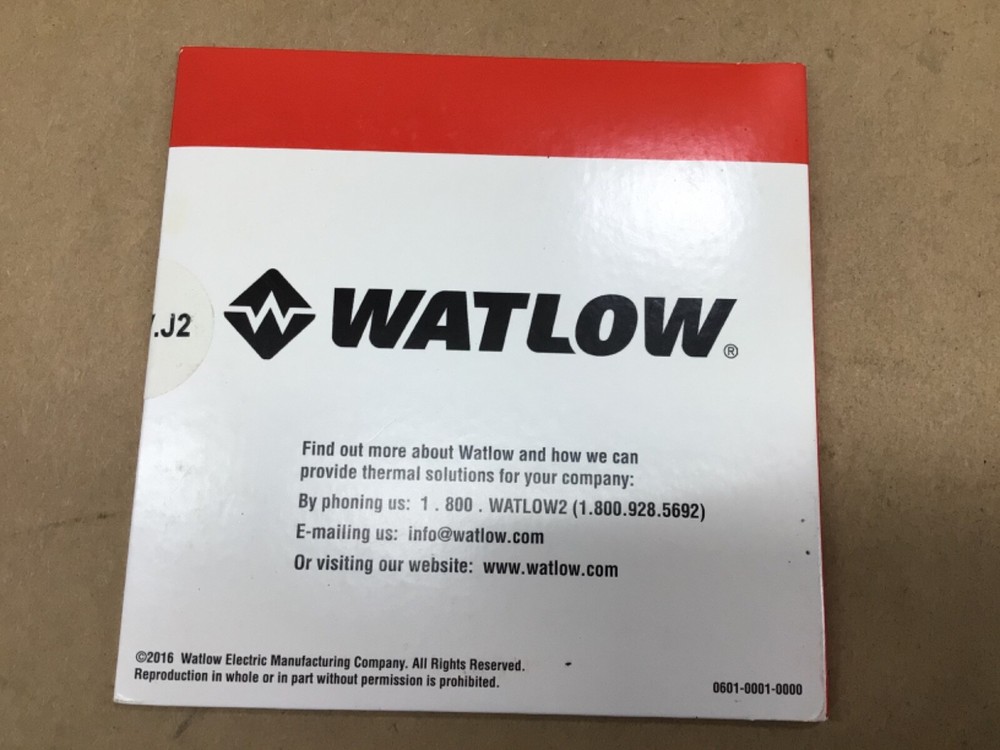 .J2
WATLOW®
Find out more about Watlow and how we can
provide thermal solutions for your company:
By phoning us: 1 . 800 . WATLOW2 (1.800.928.5692)
E-mailing us: info@watlow.com
Or visiting our website: www.watlow.com
©2016 Watlow Electric Manufacturing Company. All Rights Reserved.
Reproduction in whole or in part without permission is prohibited.
0601-0001-0000